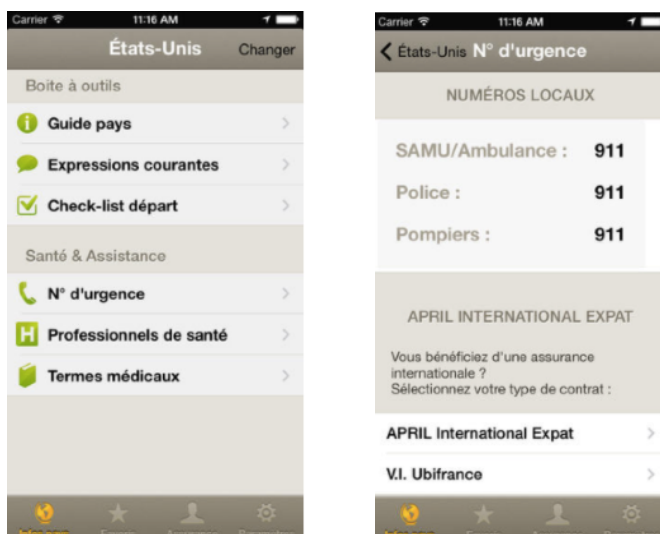 Carrier 11:16 AM
États-Unis Changer
Boite à outils
Guide pays
Expressions courantes
Check-list départ
Santé & Assistance
N° d'urgence
Professionnels de santé
Termes médicaux
Carrier 11:16 AM
États-Unis N° d'urgence
NUMÉROS LOCAUX
SAMU/Ambulance : 911
Police : 911
Pompiers : 911
APRIL INTERNATIONAL EXPAT
Vous bénéficiez d'une assurance
internationale ?
Sélectionnez votre type de contrat :
APRIL International Expat
V.I. Ubifrance